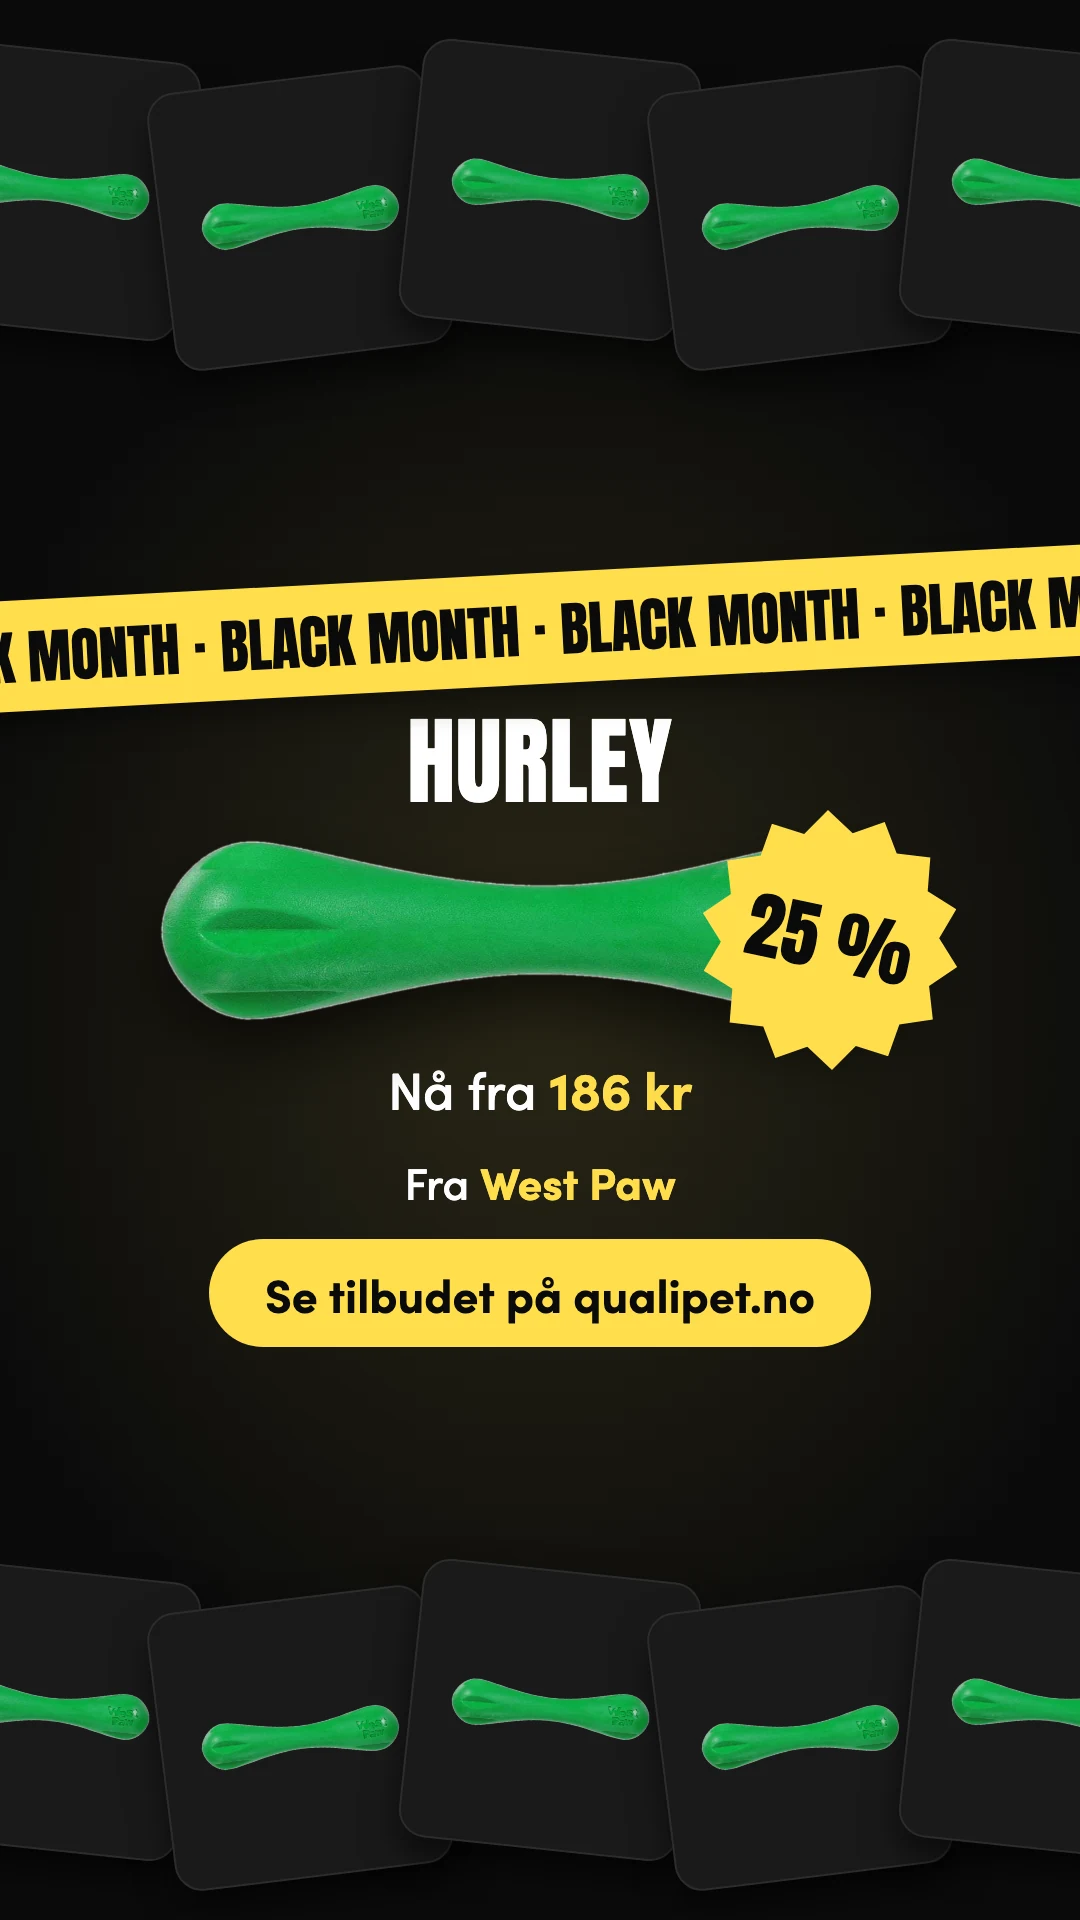 K MONTH · BLACK MONTH · BLACK MONTH · BLACK M
HURLEY
25 %
Nå fra 186 kr
Fra West Paw
Se tilbudet på qualipet.no